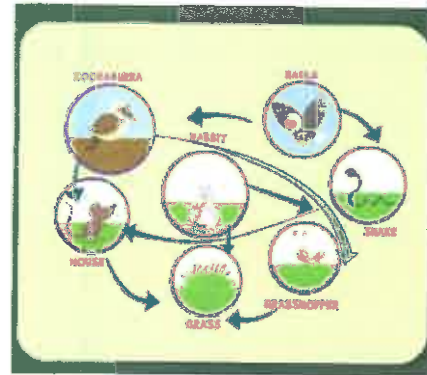 KOOKABURRA
EAGLE
RABBIT
MOUSE
SNAKE
GRASSHOPPER
GRASS